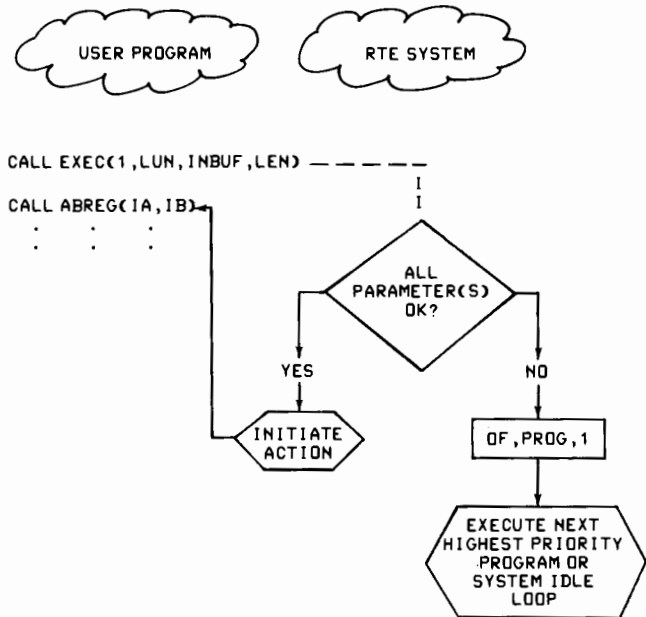 USER PROGRAM
RTE SYSTEM
CALL EXEC(1,LUN,INBUF,LEN)
CALL ABREG(IA,IB)
ALL
PARAMETER(S)
OK?
YES
NO
INITIATE
ACTION
OF,PROG,1
EXECUTE NEXT
HIGHEST PRIORITY
PROGRAM OR
SYSTEM IDLE
LOOP